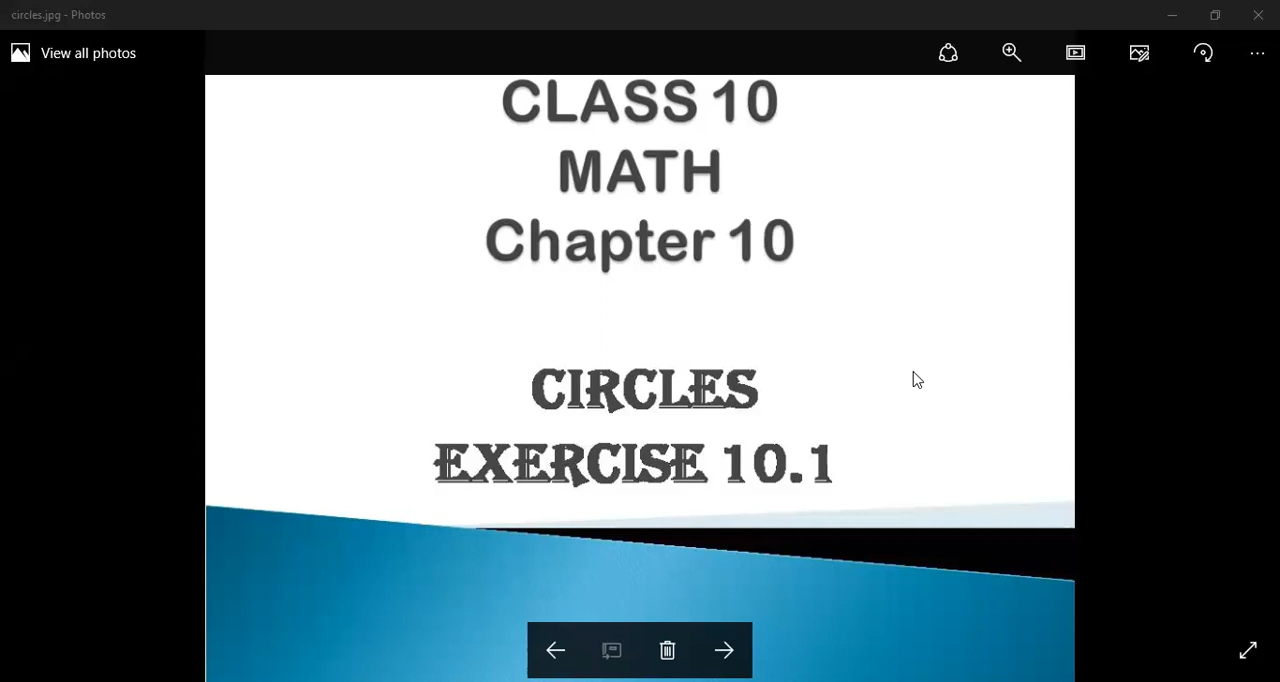 circles.jpg - Photos
View all photos
CLASS 10
MATH
Chapter 10
CIRCLES
EXERCISE 10.1